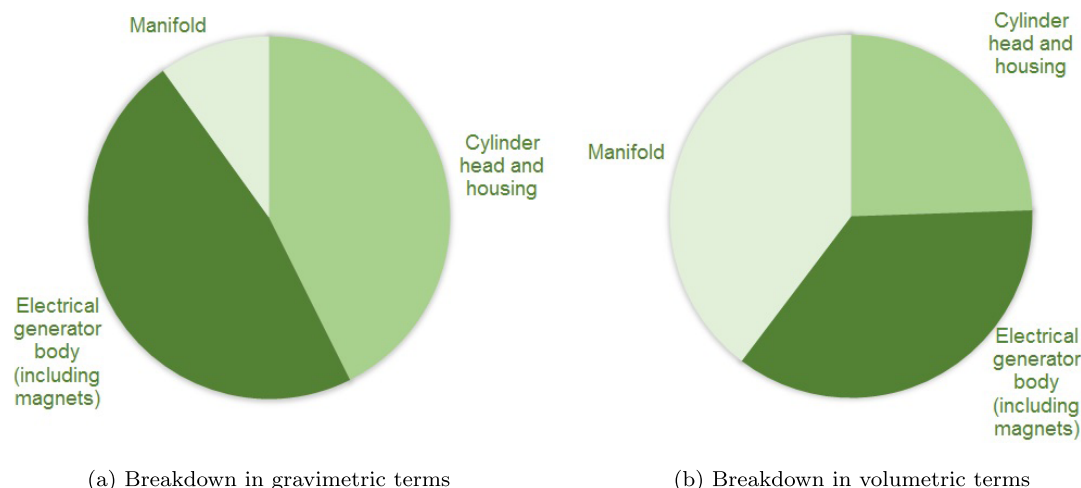 Manifold
Cylinder
head and
housing
Electrical
generator
body
(including
magnets)
(a) Breakdown in gravimetric terms
Cylinder
head and
housing
Manifold
Electrical
generator
body
(including
magnets)
(b) Breakdown in volumetric terms